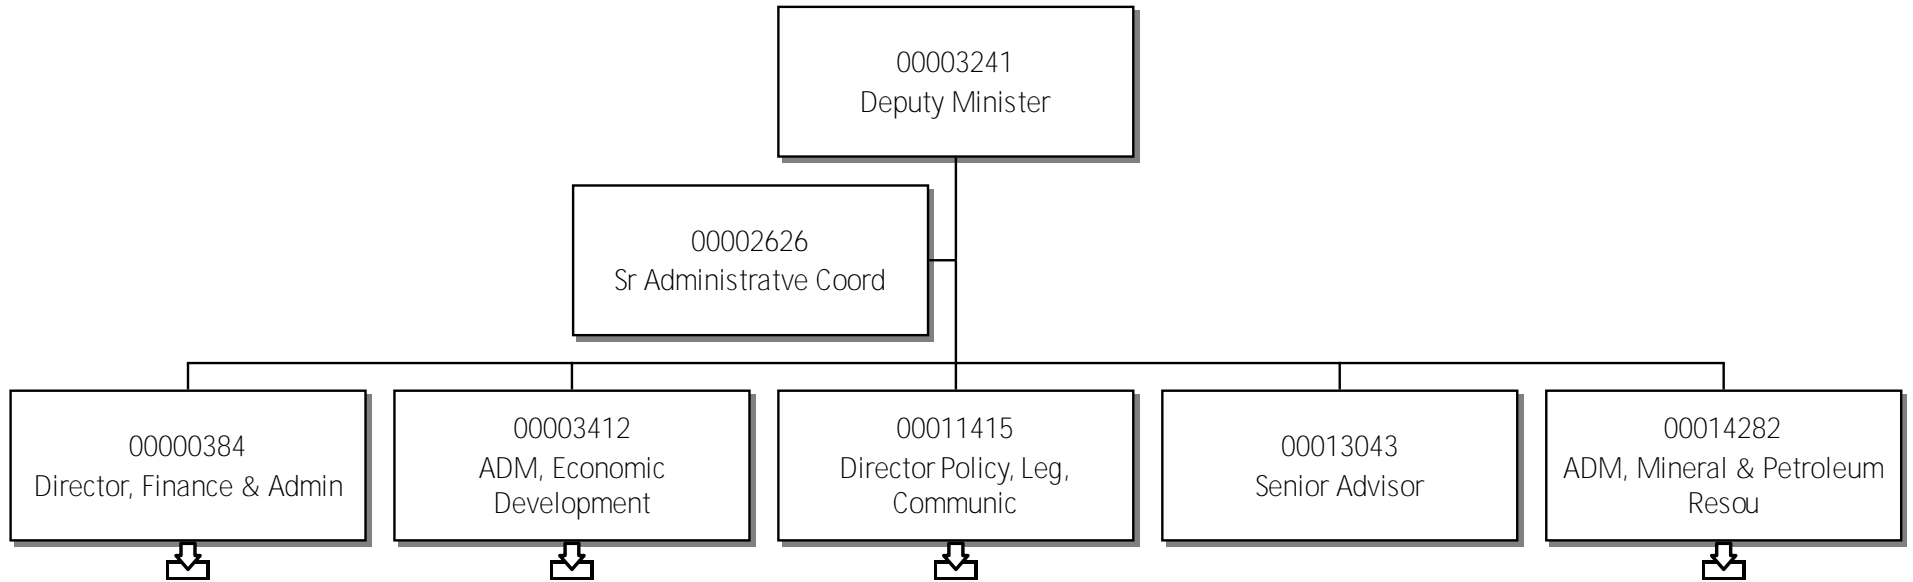 00003241
Deputy Minister
00002626
Sr Administratve Coord
00000384
Director, Finance & Admin
00003412
ADM, Economic
Development
00011415
Director Policy, Leg,
Communic
00013043
Senior Advisor
00014282
ADM, Mineral & Petroleum
Resou